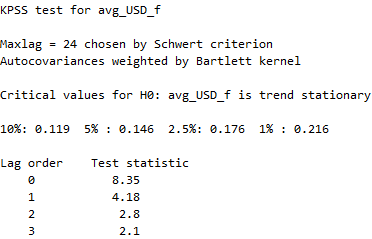 KPSS test for avg_USD_f
Maxlag = 24 chosen by Schwert criterion
Autocovariances weighted by Bartlett kernel
Critical values for H0: avg_USD_f is trend stationary
10%: 0.119  5% : 0.146  2.5%: 0.176  1% : 0.216
Lag order    Test statistic
0    8.35
1    4.18
2    2.8
3    2.1